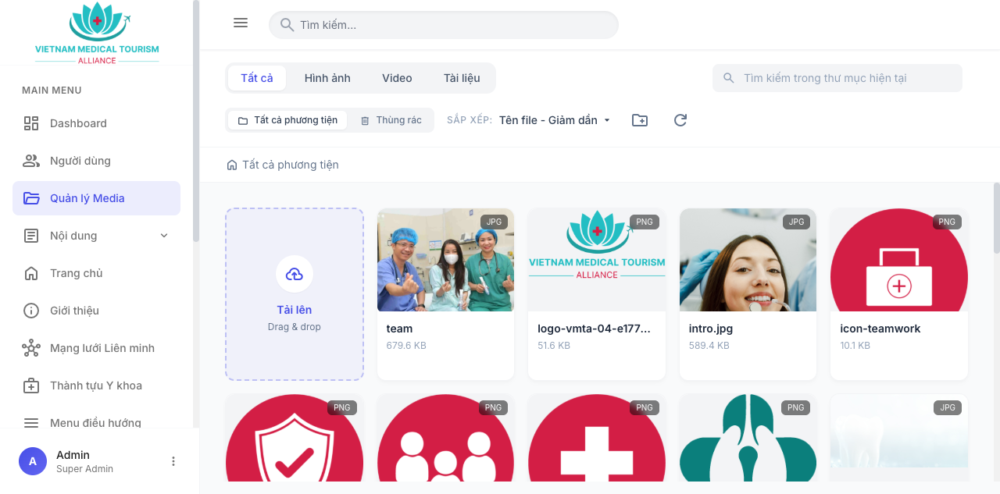 VIETNAM MEDICAL TOURISM
ALLIANCE
MAIN MENU
Dashboard
Người dùng
Quản lý Media
Nội dung
Trang chủ
Giới thiệu
Mạng lưới Liên minh
Thành tựu Y khoa
Menu điều hướng
A
Admin
Super Admin
Tìm kiếm...
Tất cả Hình ảnh Video Tài liệu
Tìm kiếm trong thư mục hiện tại
Tất cả phương tiện Thùng rác SẮP XẾP: Tên file - Giảm dần
Tất cả phương tiện
Tải lên
Drag & drop
JPG
team
679.6 KB
PNG
VIETNAM MEDICAL TOURISM
ALLIANCE
logo-vmta-04-e177...
51.6 KB
JPG
intro.jpg
589.4 KB
PNG
icon-teamwork
10.1 KB
PNG
PNG
PNG
PNG
JPG